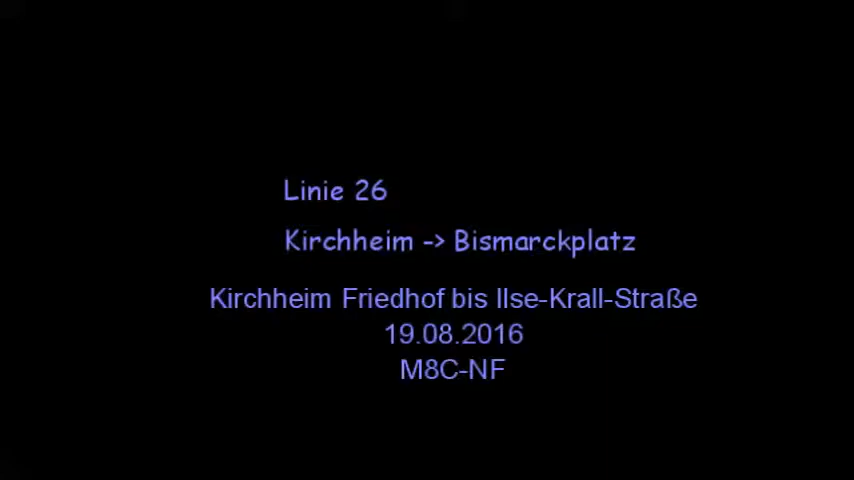 Linie 26
Kirchheim -> Bismarckplatz
Kirchheim Friedhof bis Ilse-Krall-Straße
19.08.2016
M8C-NF